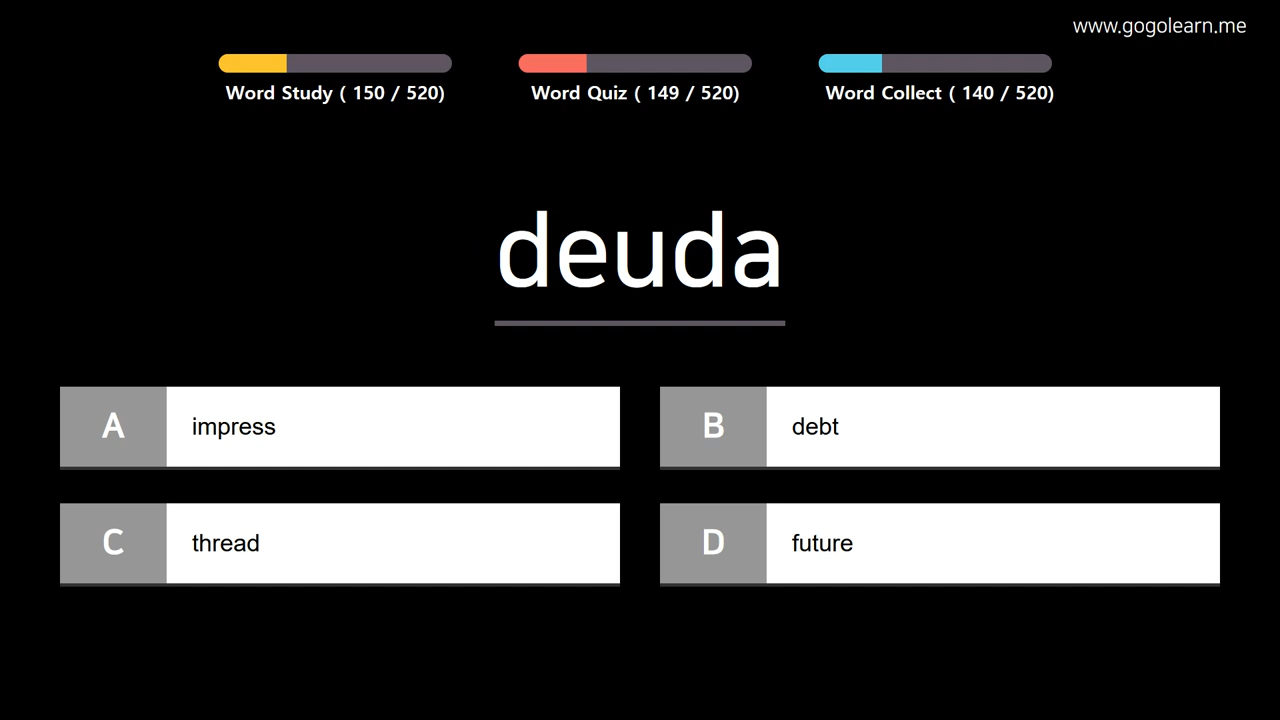 www.gogolearn.me
Word Study ( 150 / 520)
Word Quiz ( 149 / 520)
Word Collect ( 140 / 520)
deuda
A impress
B debt
C thread
D future